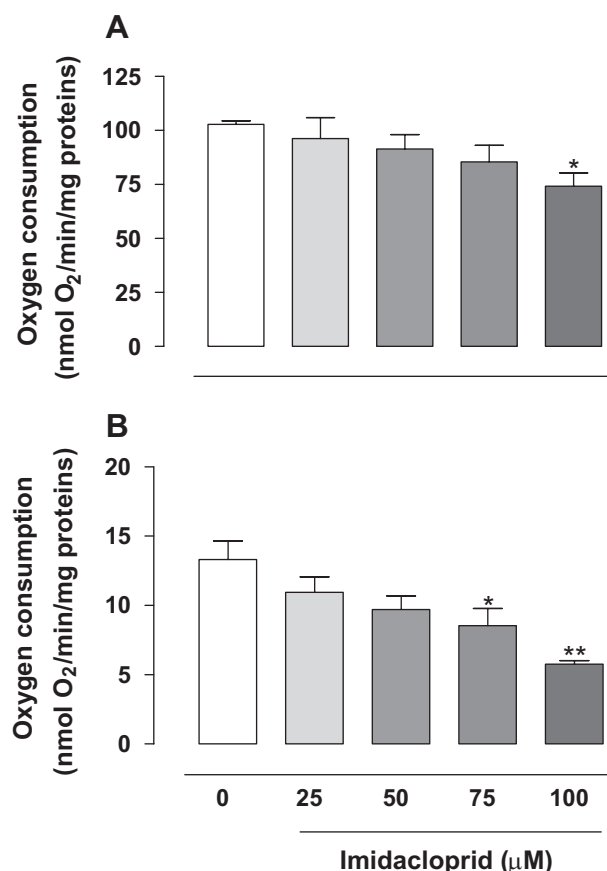 A
Oxygen consumption
(nmol O2/min/mg proteins)
125
100
75
50
25
0
*
B
Oxygen consumption
(nmol O2/min/mg proteins)
20
15
10
5
0
*
**
0 25 50 75 100
Imidacloprid (μM)